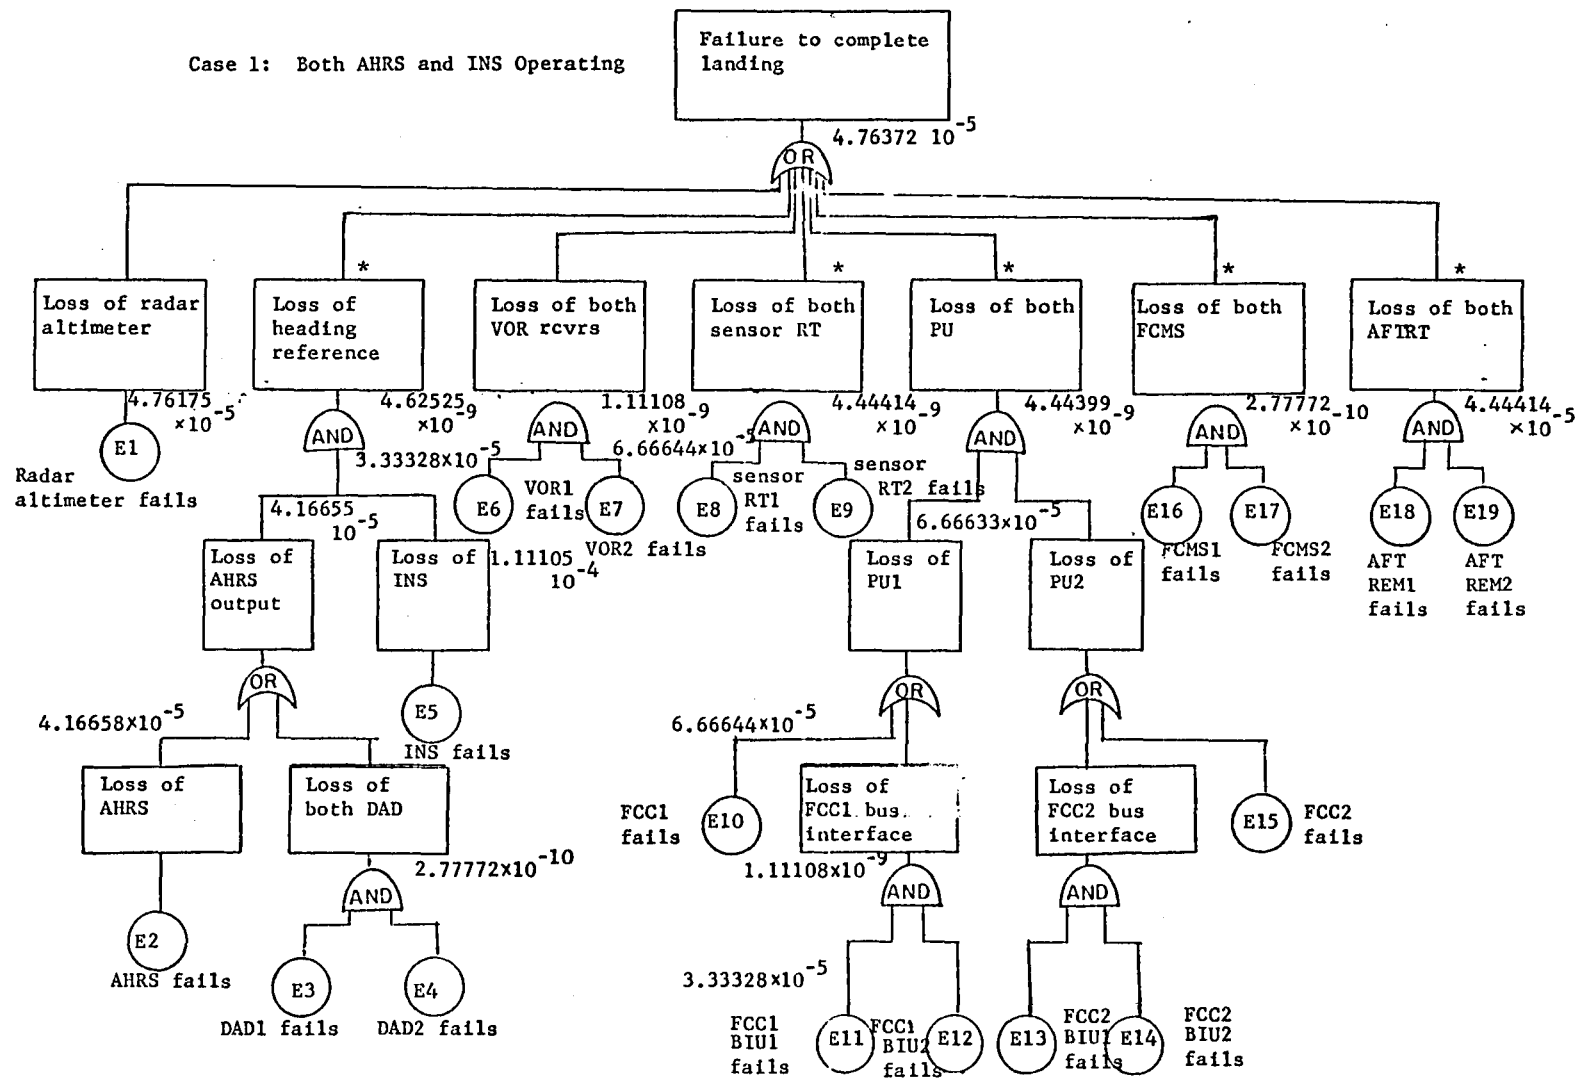 Case 1: Both AHRS and INS Operating
Failure to complete
landing
4.76372 10-5
OR
*
*
*
*
*
Loss of radar
altimeter
Loss of
heading
reference
Loss of both
VOR rcvrs
Loss of both
sensor RT
Loss of both
PU
Loss of both
FCMS
Loss of both
AFTRT
4.76175
×10-5
4.62525
×10-9
1.11108
×10-9
4.44414
×10-9
4.44399
×10-9
2.77772
×10-10
4.44414
×10-5
E1
Radar
altimeter fails
AND
3.33328×10-5
AND
6.66644×10-5
AND
AND
AND
AND
E6
VOR1
fails
E7
VOR2 fails
E8
sensor
RT1
fails
E9
sensor
RT2 fails
E16
FCMS1
fails
E17
FCMS2
fails
E18
AFT
REM1
fails
E19
AFT
REM2
fails
4.16655
10-5
1.11105
10-4
6.66633×10-5
Loss of
AHRS
output
Loss of
INS
Loss of
PU1
Loss of
PU2
OR
E5
INS fails
OR
OR
4.16658×10-5
6.66644×10-5
Loss of
AHRS
Loss of
both DAD
FCC1
fails
E10
Loss of
FCC1 bus
interface
Loss of
FCC2 bus
interface
E15
FCC2
fails
2.77772×10-10
1.11108×10-9
AND
AND
AND
E2
AHRS fails
E3
DAD1 fails
E4
DAD2 fails
3.33328×10-5
FCC1
BIU1
fails
E11
FCC1
BIU2
fails
E12
E13
FCC2
BIU1
fails
E14
FCC2
BIU2
fails